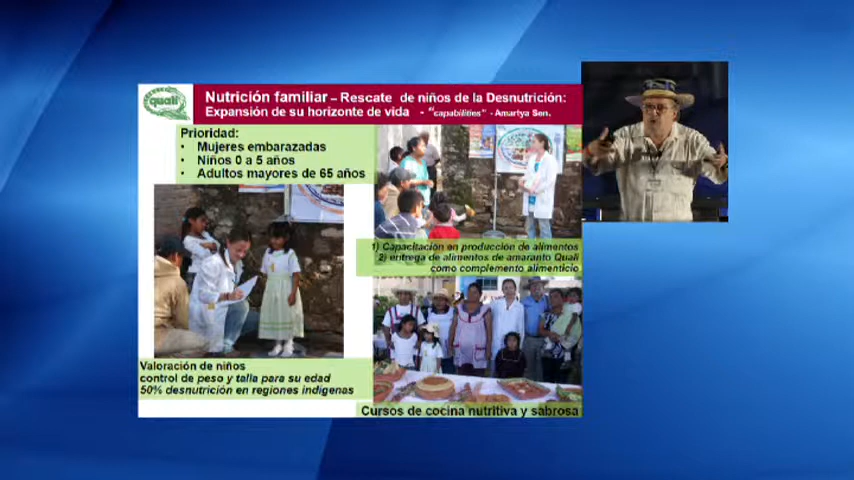 quali
Nutrición familiar – Rescate de niños de la Desnutrición:
Expansión de su horizonte de vida - "capabilities" - Amartya Sen.
Prioridad:
• Mujeres embarazadas
• Niños 0 a 5 años
• Adultos mayores de 65 años
1) Capacitación en producción de alimentos
2) entrega de alimentos de amaranto Quali
como complemento alimenticio
Valoración de niños
control de peso y talla para su edad
50% desnutrición en regiones indígenas
Cursos de cocina nutritiva y sabrosa